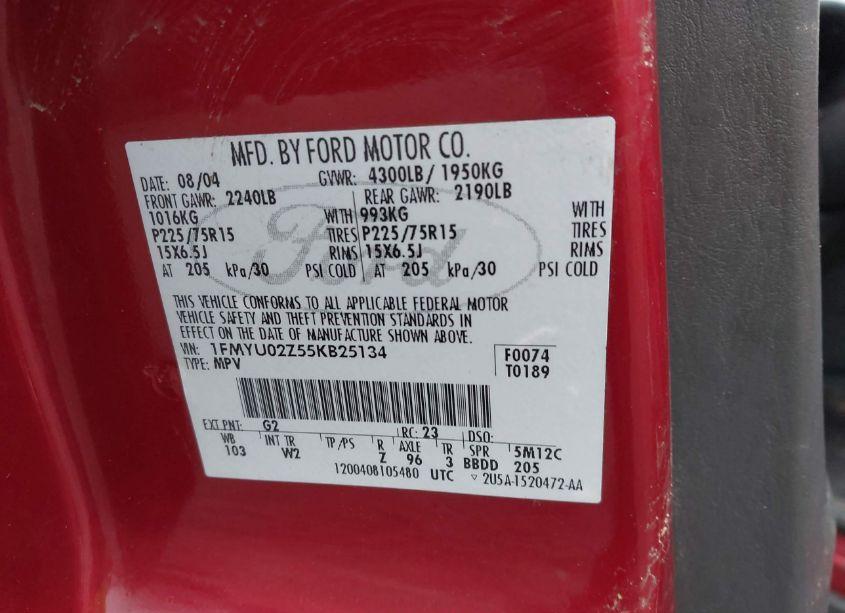 MFD. BY FORD MOTOR CO.
DATE: 08/04 GVWR: 4300LB/ 1950KG
FRONT GAWR: 2240LB REAR GAWR: 2190LB
1016KG WITH 993KG WITH
P225/75R15 TIRES P225/75R15 TIRES
15X6.5J RIMS 15X6.5J RIMS
AT 205 kPa/30 PSI COLD AT 205 kPa/30 PSI COLD
Ford
THIS VEHICLE CONFORMS TO ALL APPLICABLE FEDERAL MOTOR
VEHICLE SAFETY AND THEFT PREVENTION STANDARDS IN
EFFECT ON THE DATE OF MANUFACTURE SHOWN ABOVE.
VIN: 1FMYU02Z55KB25134 F0074
TYPE: MPV T0189
EXT PNT: G2 RC: 23 DSO:
WB INT TR TP/PS R AXLE TR SPR 5M12C
103 W2 Z 96 3 BBDD 205
1200408105480 UTC ▽ 2U5A-1520472-AA